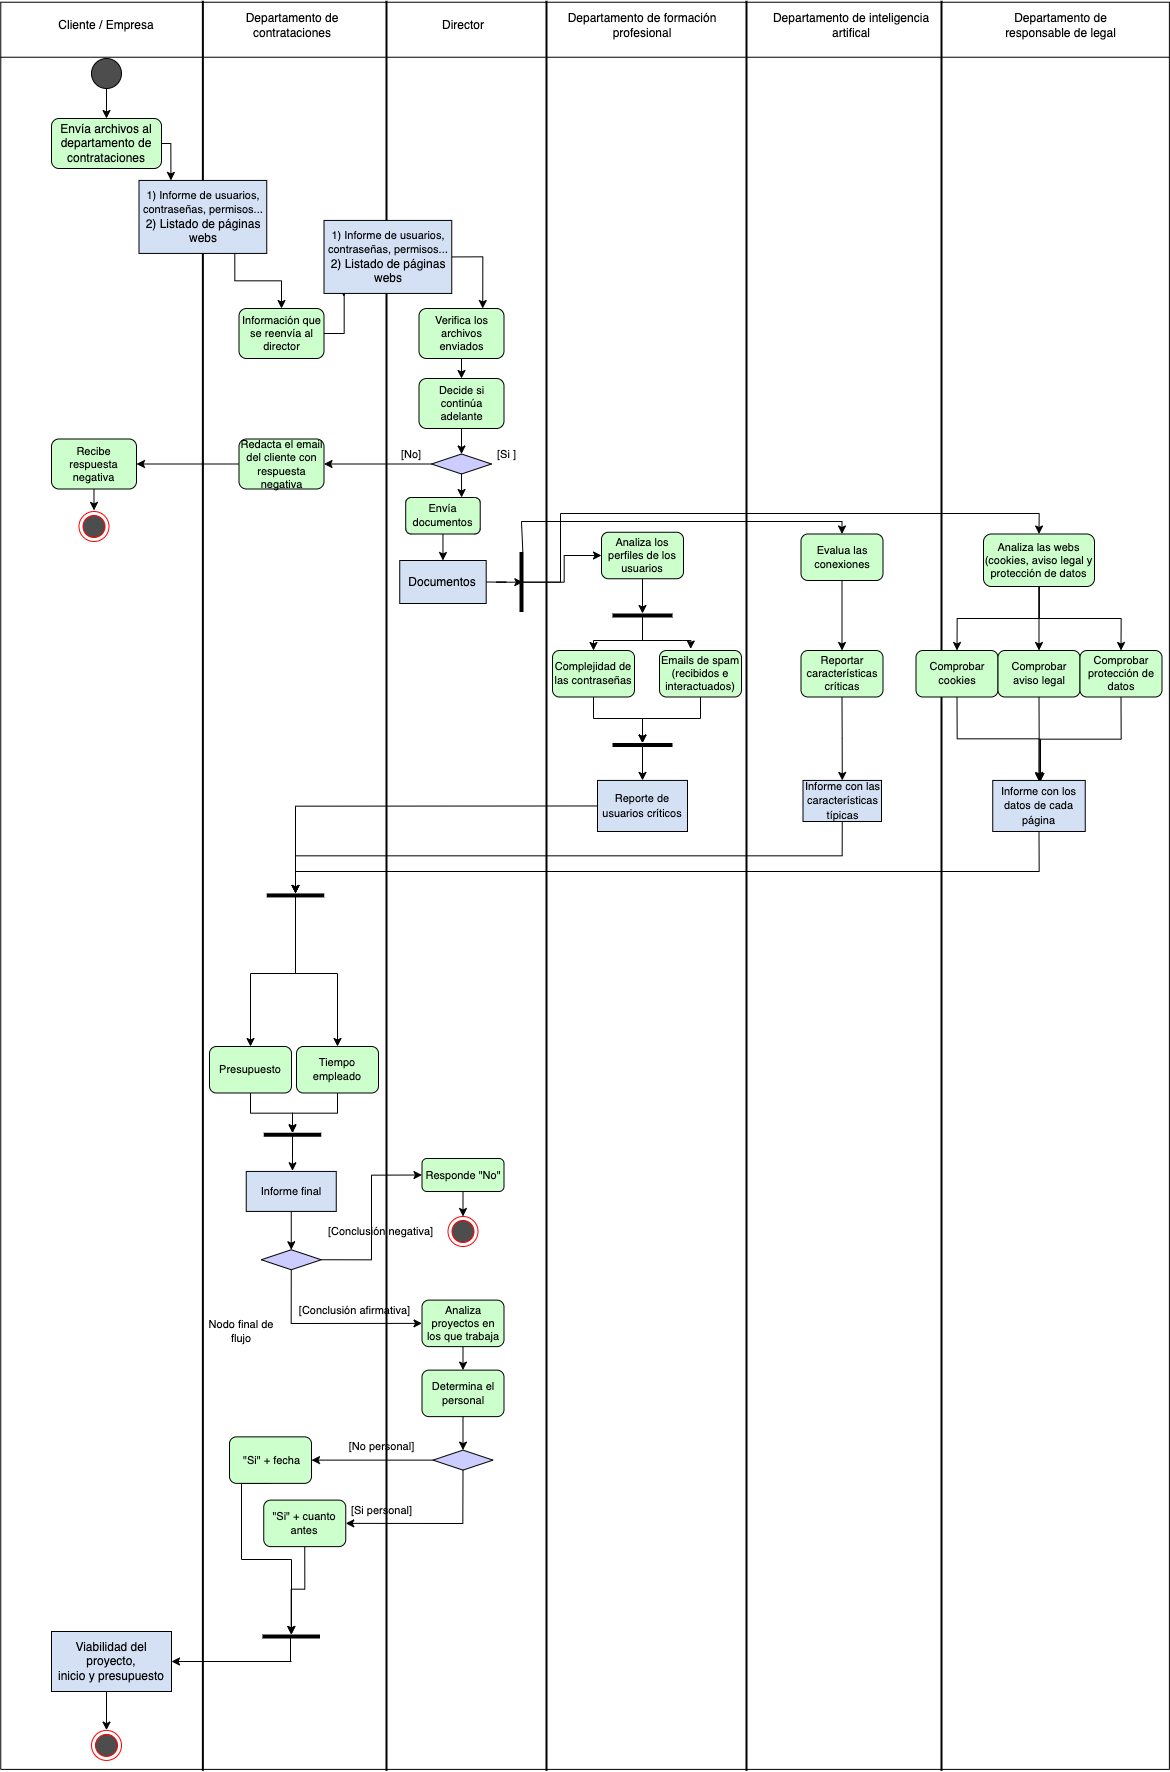 Cliente / Empresa
Departamento de
contrataciones
Director
Departamento de formación
profesional
Departamento de inteligencia
artifical
Departamento de
responsable de legal
Envía archivos al
departamento de
contrataciones
1) Informe de usuarios,
contraseñas, permisos...
2) Listado de páginas
webs
1) Informe de usuarios,
contraseñas, permisos...
2) Listado de páginas
webs
Información que
se reenvía al
director
Verifica los
archivos
enviados
Decide si
continúa
adelante
[No]
[Si ]
Redacta el email
del cliente con
respuesta
negativa
Recibe
respuesta
negativa
Envía
documentos
Documentos
Analiza los
perfiles de los
usuarios
Evalua las
conexiones
Analiza las webs
(cookies, aviso legal y
protección de datos
Complejidad de
las contraseñas
Emails de spam
(recibidos e
interactuados)
Reportar
características
críticas
Comprobar
cookies
Comprobar
aviso legal
Comprobar
protección de
datos
Reporte de
usuarios críticos
Informe con las
características
típicas
Informe con los
datos de cada
página
Presupuesto
Tiempo
empleado
Informe final
Responde "No"
[Conclusión negativa]
[Conclusión afirmativa]
Nodo final de
flujo
Analiza
proyectos en
los que trabaja
Determina el
personal
[No personal]
"Si" + fecha
[Si personal]
"Si" + cuanto
antes
Viabilidad del
proyecto,
inicio y presupuesto